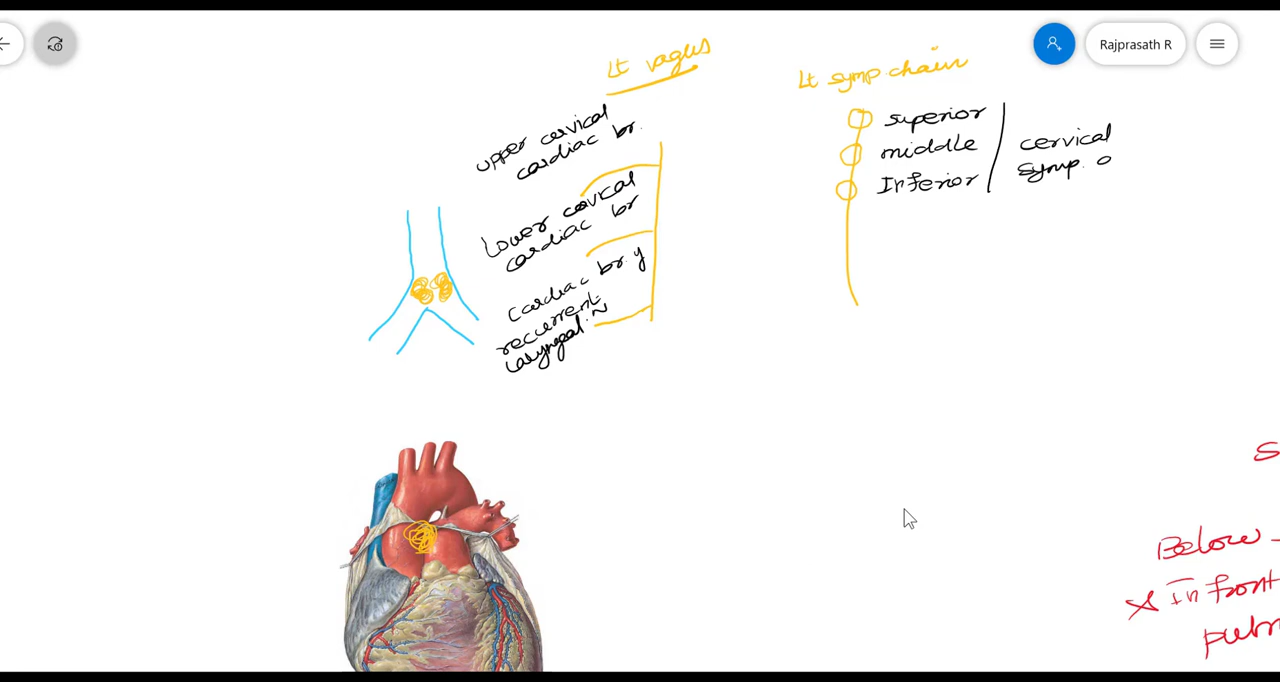 Rajprasath R
Lt vagus
Lt symp. chain
upper cervical
cardiac br.
superior
middle
Inferior
cervical
symp. G
Lower cervical
cardiac br
cardiac br. y
recurrent
Laryngeal. N
S
Below -
* In front
pulm